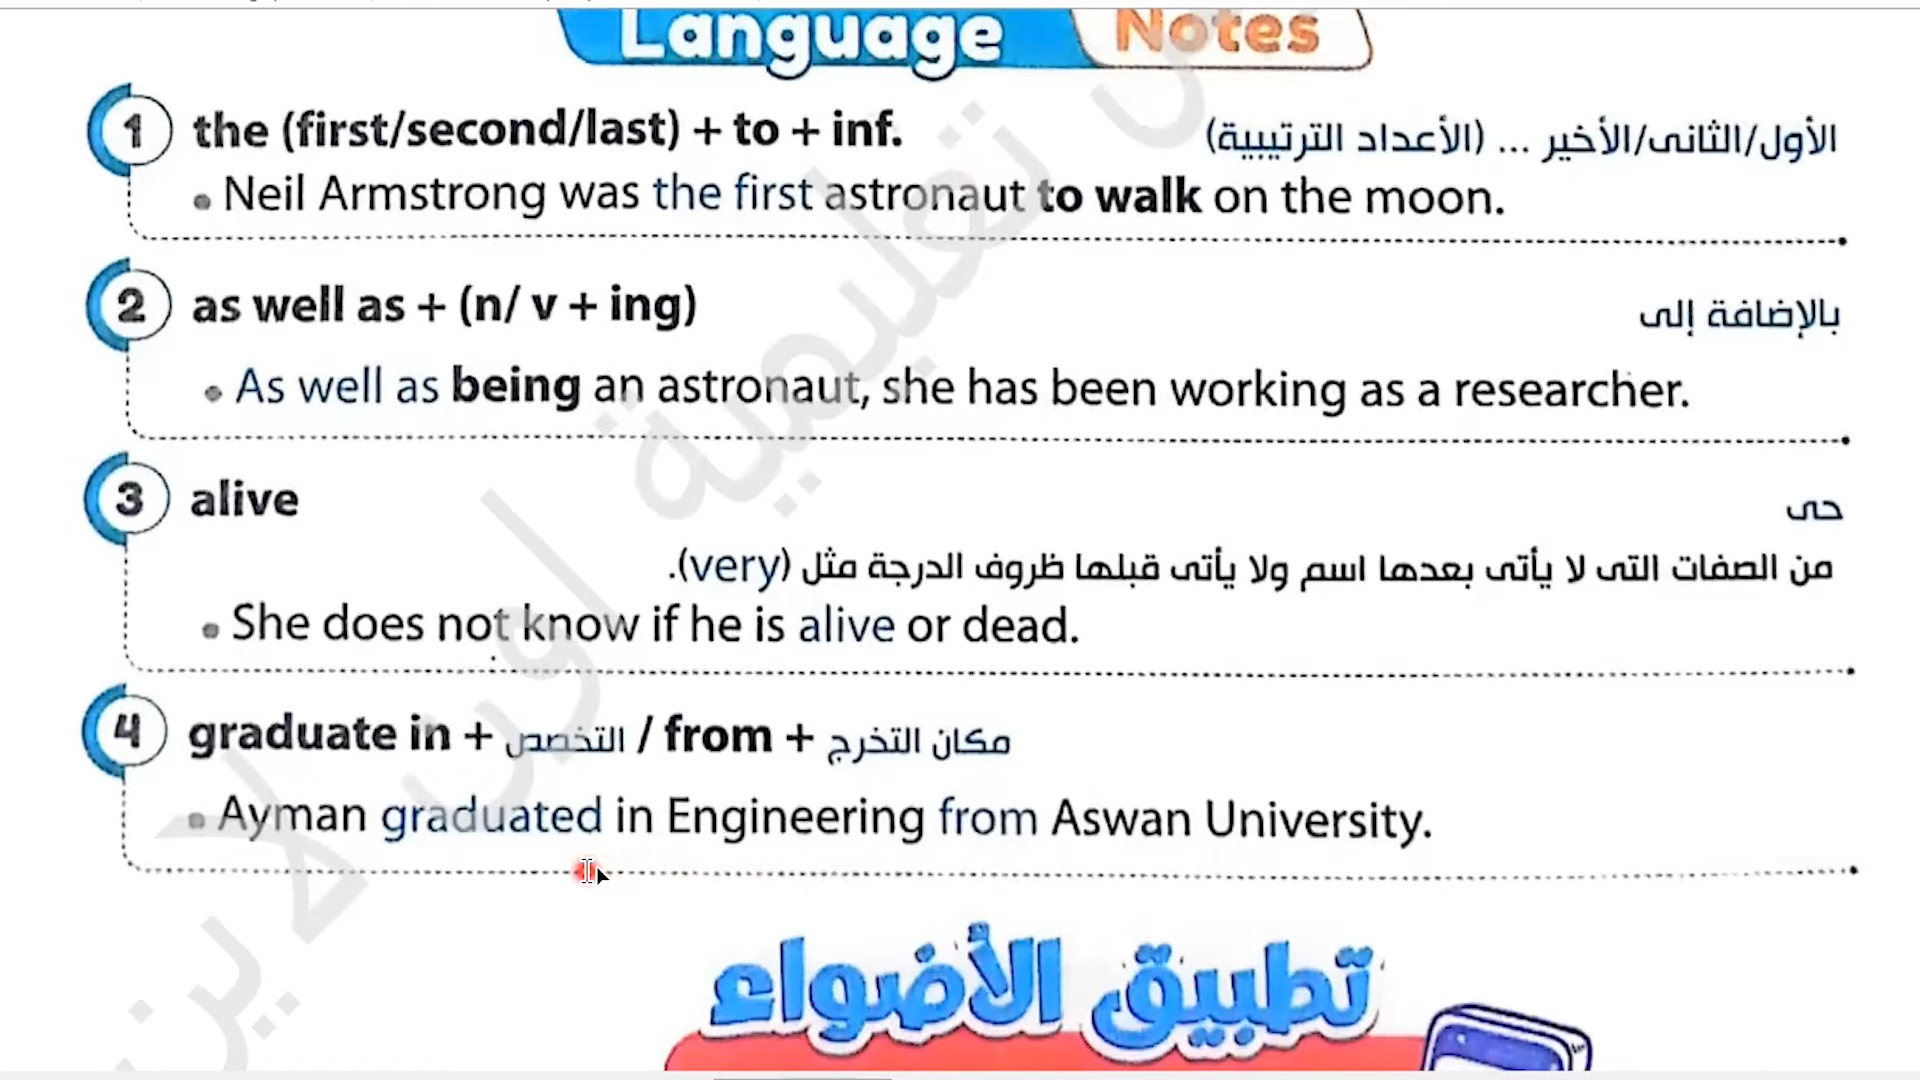 Language Notes
1 the (first/second/last) + to + inf. الأول/الثانى/الأخير ... (الأعداد الترتيبية)
• Neil Armstrong was the first astronaut to walk on the moon.
2 as well as + (n/ v + ing) بالإضافة إلى
• As well as being an astronaut, she has been working as a researcher.
3 alive حى
من الصفات التى لا يأتى بعدها اسم ولا يأتى قبلها ظروف الدرجة مثل (very).
• She does not know if he is alive or dead.
4 graduate in + التخصص / from + مكان التخرج
• Ayman graduated in Engineering from Aswan University.
تطبيق الأضواء